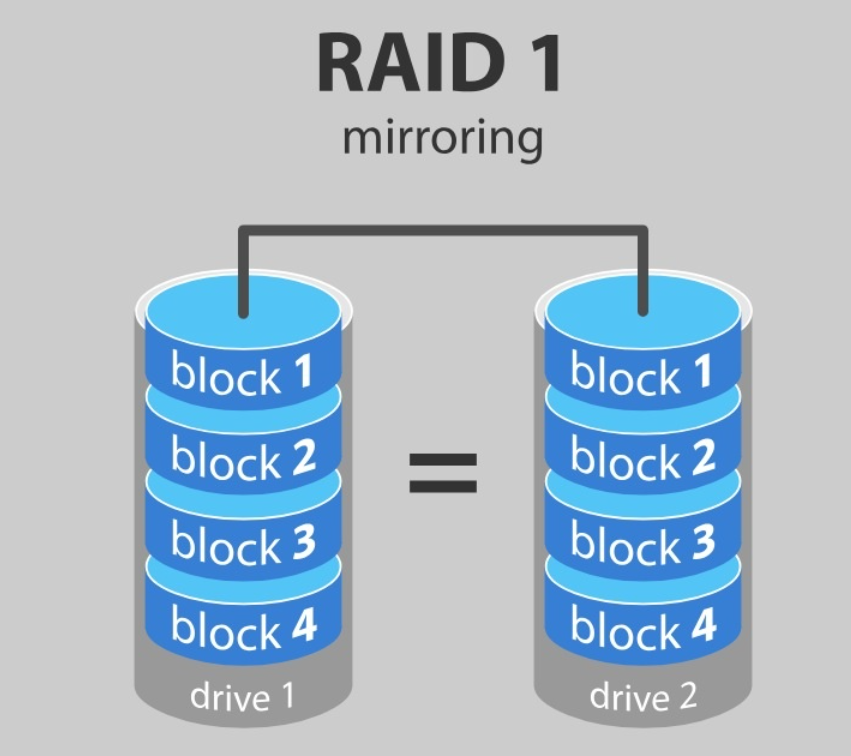 RAID 1
mirroring
block 1
block 2
block 3
block 4
drive 1
=
block 1
block 2
block 3
block 4
drive 2